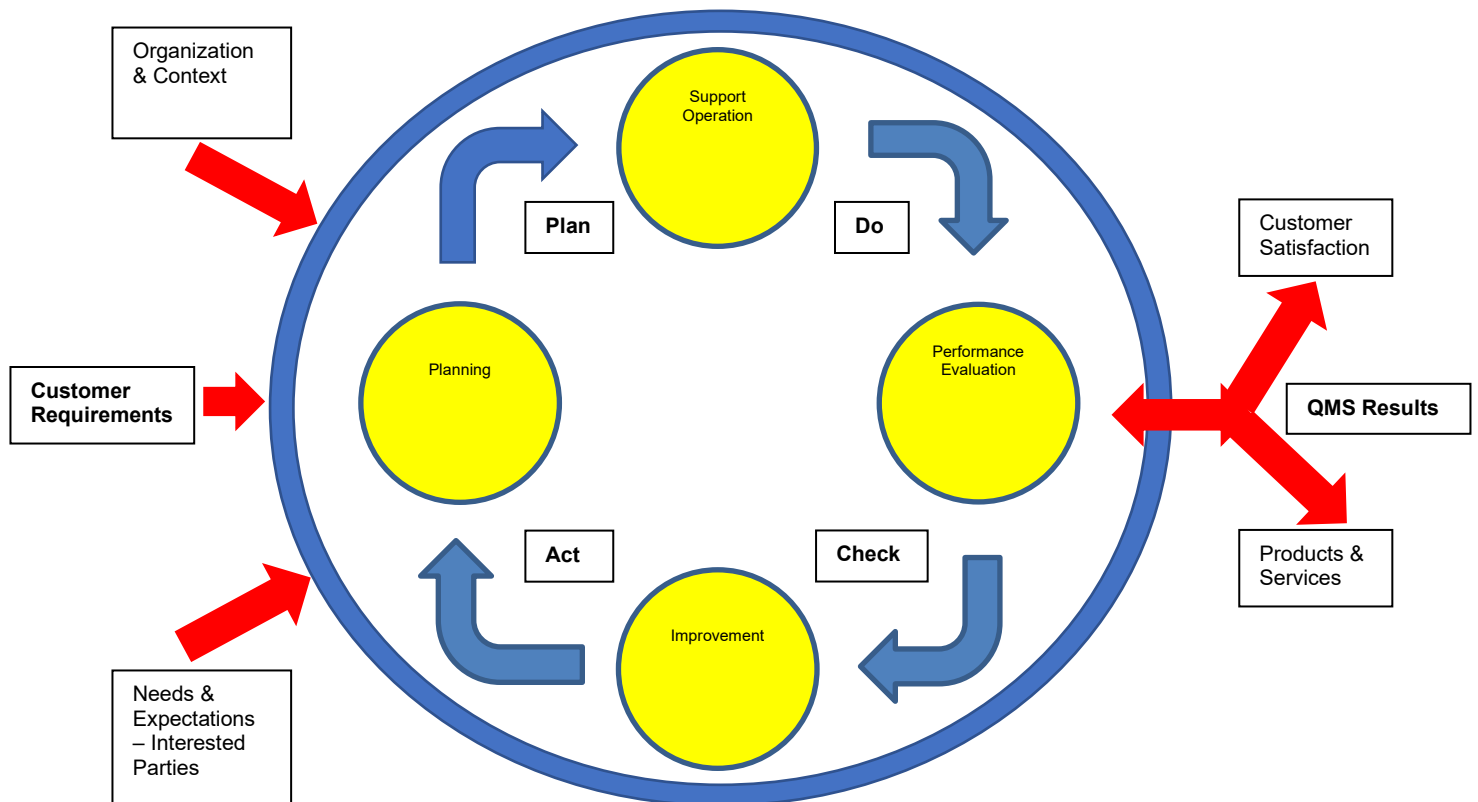 Organization
& Context
Support
Operation
Plan
Do
Customer
Satisfaction
Planning
Performance
Evaluation
Customer
Requirements
QMS Results
Act
Check
Products &
Services
Improvement
Needs &
Expectations
– Interested
Parties